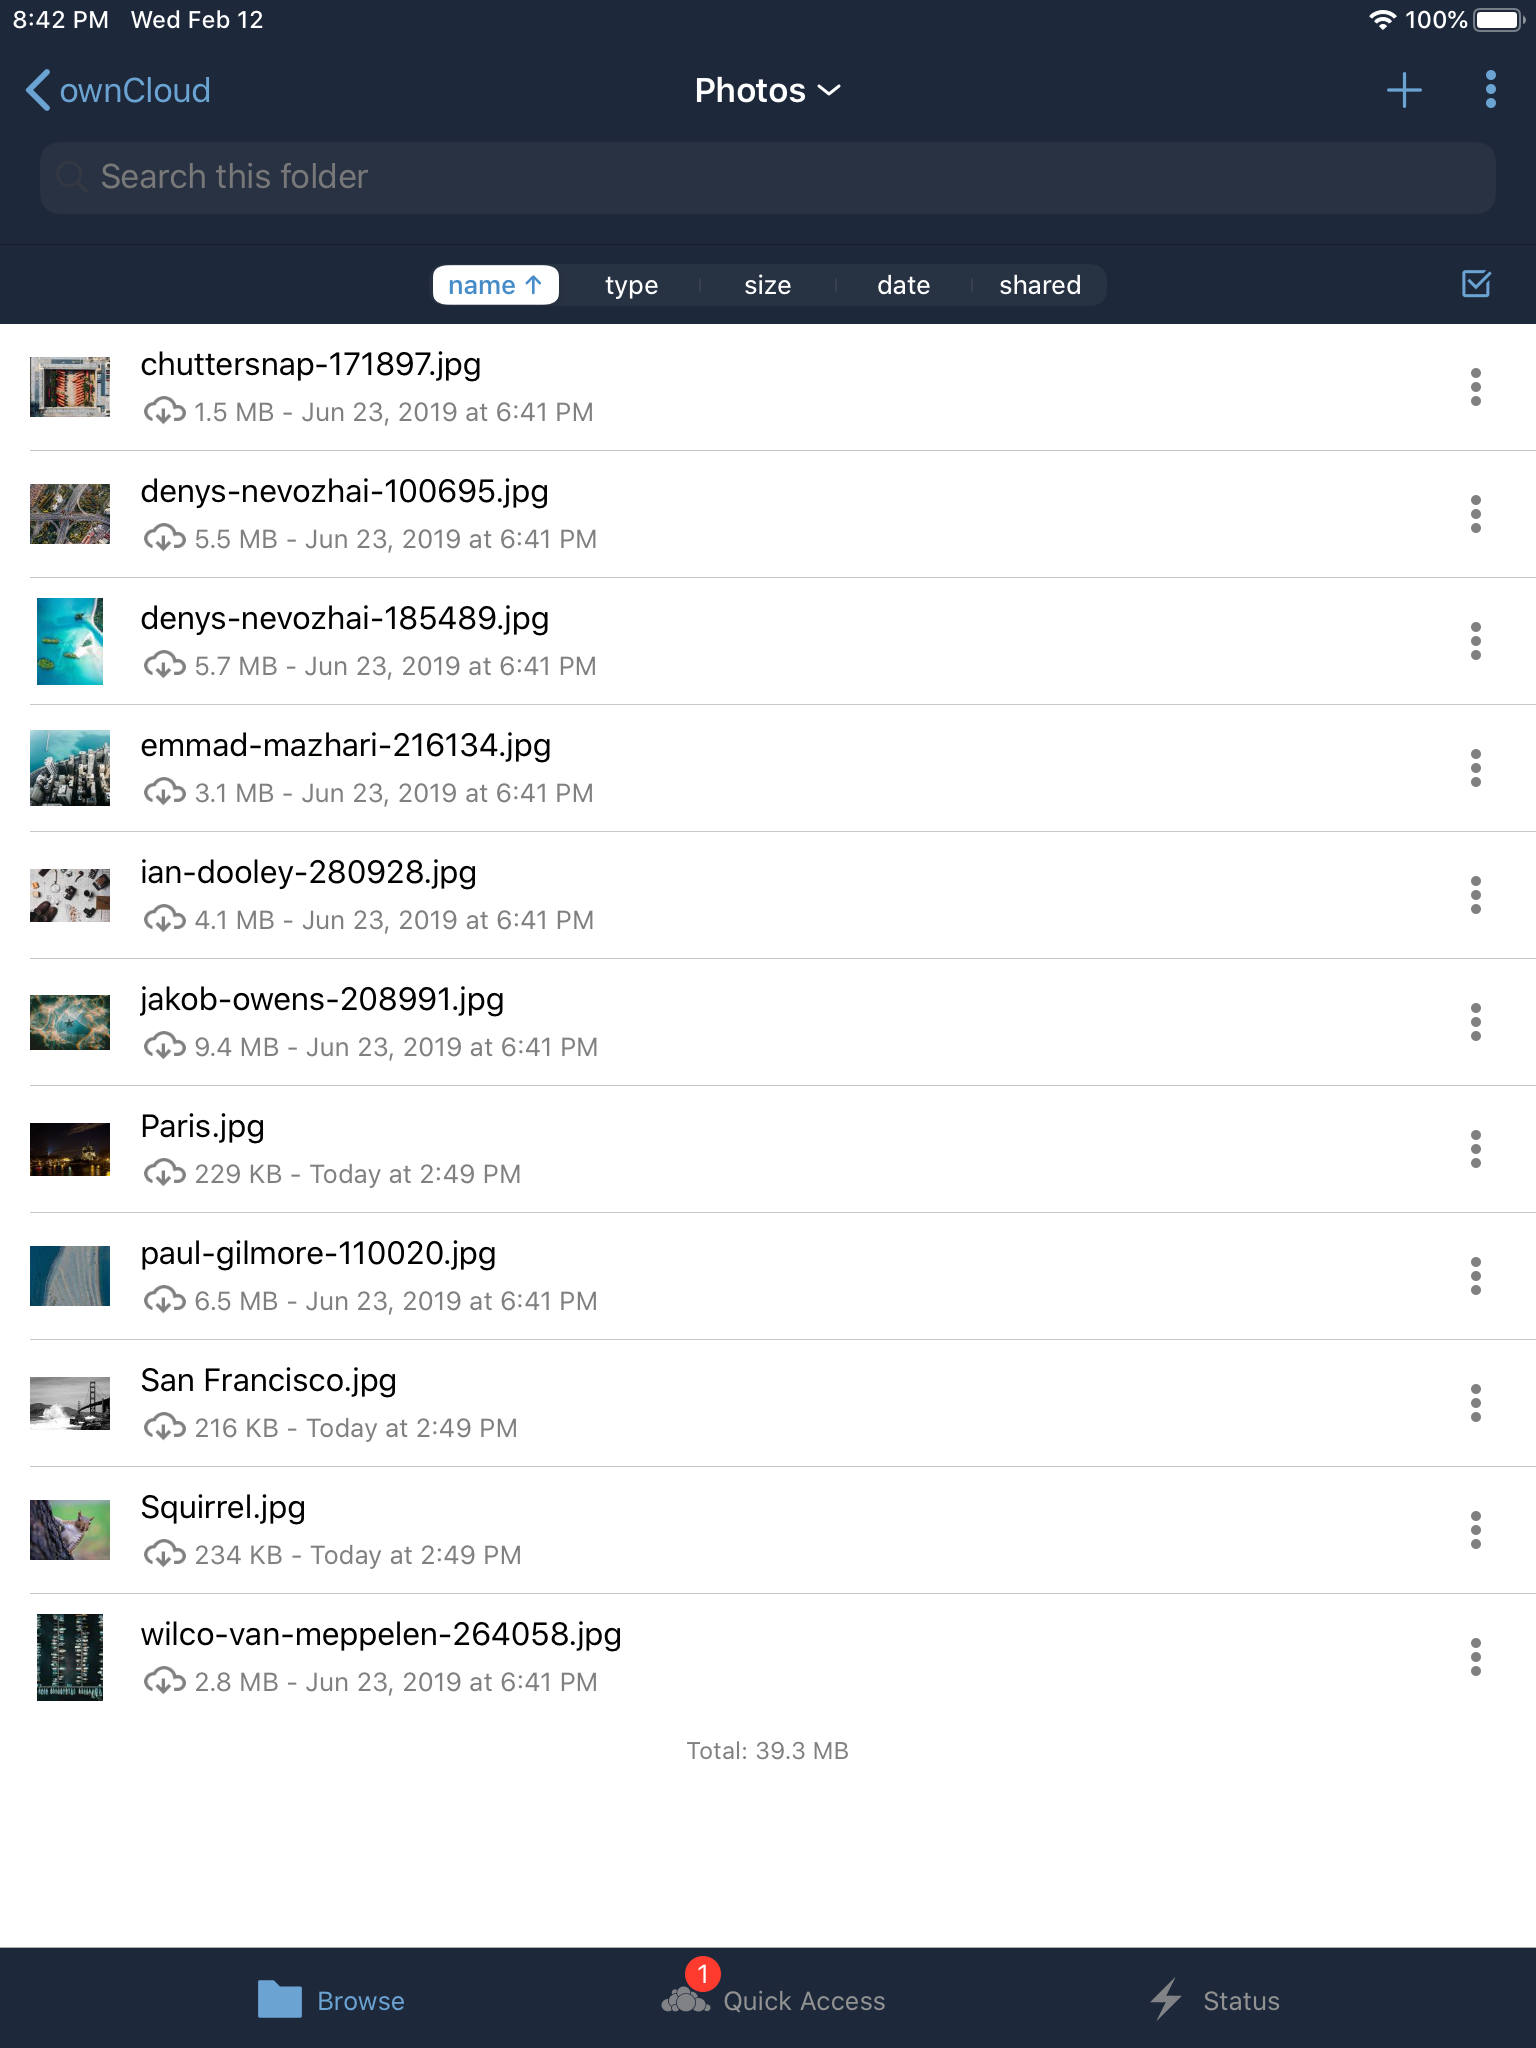 8:42 PM Wed Feb 12 100%
ownCloud Photos
Search this folder
name ↑ type size date shared
chuttersnap-171897.jpg
1.5 MB - Jun 23, 2019 at 6:41 PM
denys-nevozhai-100695.jpg
5.5 MB - Jun 23, 2019 at 6:41 PM
denys-nevozhai-185489.jpg
5.7 MB - Jun 23, 2019 at 6:41 PM
emmad-mazhari-216134.jpg
3.1 MB - Jun 23, 2019 at 6:41 PM
ian-dooley-280928.jpg
4.1 MB - Jun 23, 2019 at 6:41 PM
jakob-owens-208991.jpg
9.4 MB - Jun 23, 2019 at 6:41 PM
Paris.jpg
229 KB - Today at 2:49 PM
paul-gilmore-110020.jpg
6.5 MB - Jun 23, 2019 at 6:41 PM
San Francisco.jpg
216 KB - Today at 2:49 PM
Squirrel.jpg
234 KB - Today at 2:49 PM
wilco-van-meppelen-264058.jpg
2.8 MB - Jun 23, 2019 at 6:41 PM
Total: 39.3 MB
Browse 1 Quick Access Status